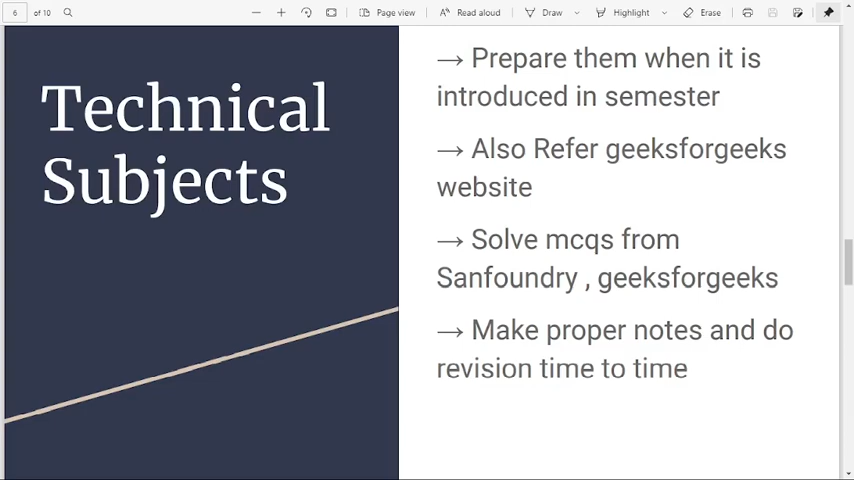 6 of 10 Page view Read aloud Draw Highlight Erase
Technical
Subjects
→ Prepare them when it is
introduced in semester
→ Also Refer geeksforgeeks
website
→ Solve mcqs from
Sanfoundry , geeksforgeeks
→ Make proper notes and do
revision time to time